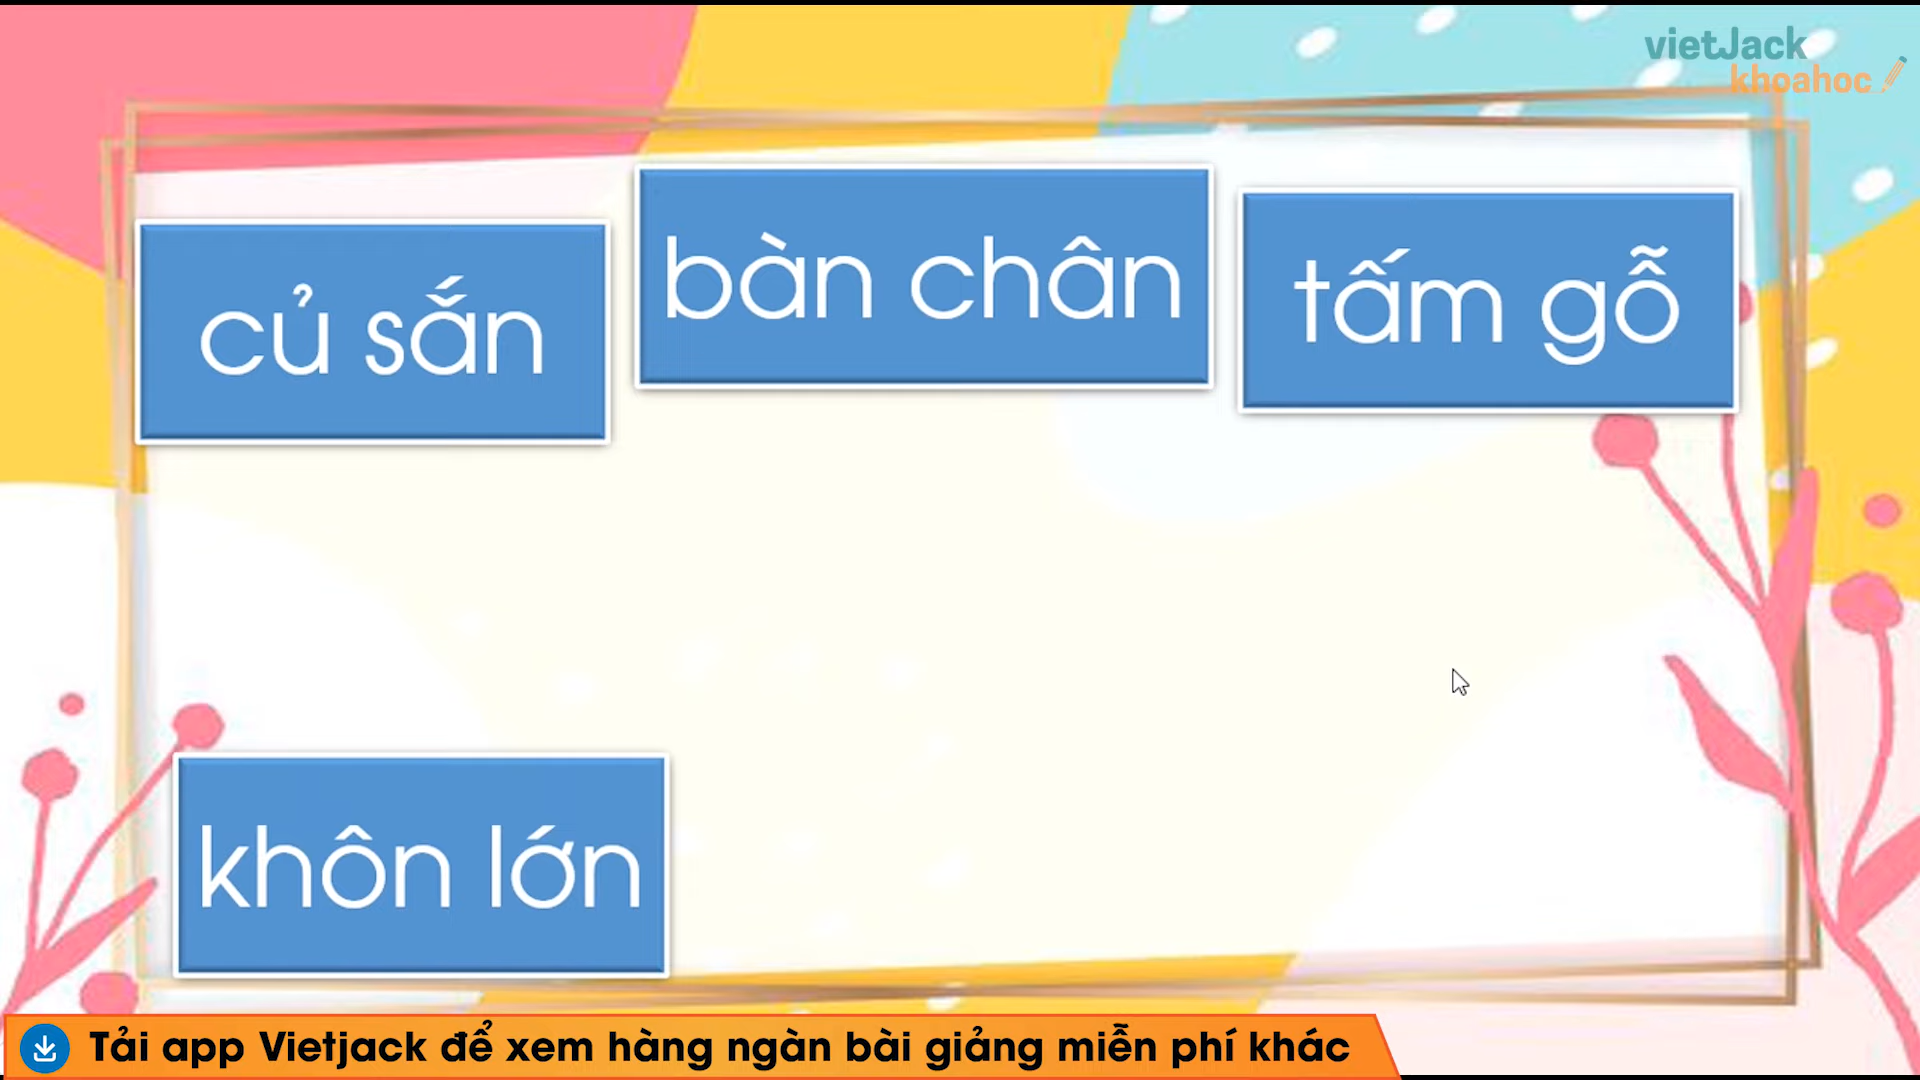 vietJack
khoahoc
củ sắn
bàn chân
tấm gỗ
khôn lớn
Tải app Vietjack để xem hàng ngàn bài giảng miễn phí khác